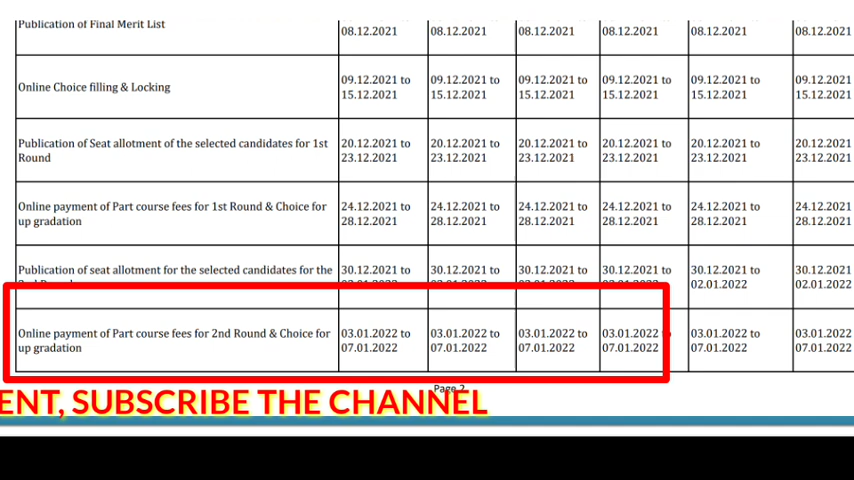 Publication of Final Merit List
08.12.2021 08.12.2021 08.12.2021 08.12.2021 08.12.2021 08.12.2021
Online Choice filling & Locking
09.12.2021 to 09.12.2021 to 09.12.2021 to 09.12.2021 to 09.12.2021 to 09.12.2021
15.12.2021 15.12.2021 15.12.2021 15.12.2021 15.12.2021 15.12.2021
Publication of Seat allotment of the selected candidates for 1st 20.12.2021 to 20.12.2021 to 20.12.2021 to 20.12.2021 to 20.12.2021 to 20.12.2021
Round 23.12.2021 23.12.2021 23.12.2021 23.12.2021 23.12.2021 23.12.2021
Online payment of Part course fees for 1st Round & Choice for 24.12.2021 to 24.12.2021 to 24.12.2021 to 24.12.2021 to 24.12.2021 to 24.12.2021
up gradation 28.12.2021 28.12.2021 28.12.2021 28.12.2021 28.12.2021 28.12.2021
Publication of seat allotment for the selected candidates for the 30.12.2021 to 30.12.2021 to 30.12.2021 to 30.12.2021 to 30.12.2021 to 30.12.2021
02.01.2022 02.01.2022
Online payment of Part course fees for 2nd Round & Choice for 03.01.2022 to 03.01.2022 to 03.01.2022 to 03.01.2022 to 03.01.2022 to 03.01.2022
up gradation 07.01.2022 07.01.2022 07.01.2022 07.01.2022 07.01.2022 07.01.2022
Page 2
ENT, SUBSCRIBE THE CHANNEL